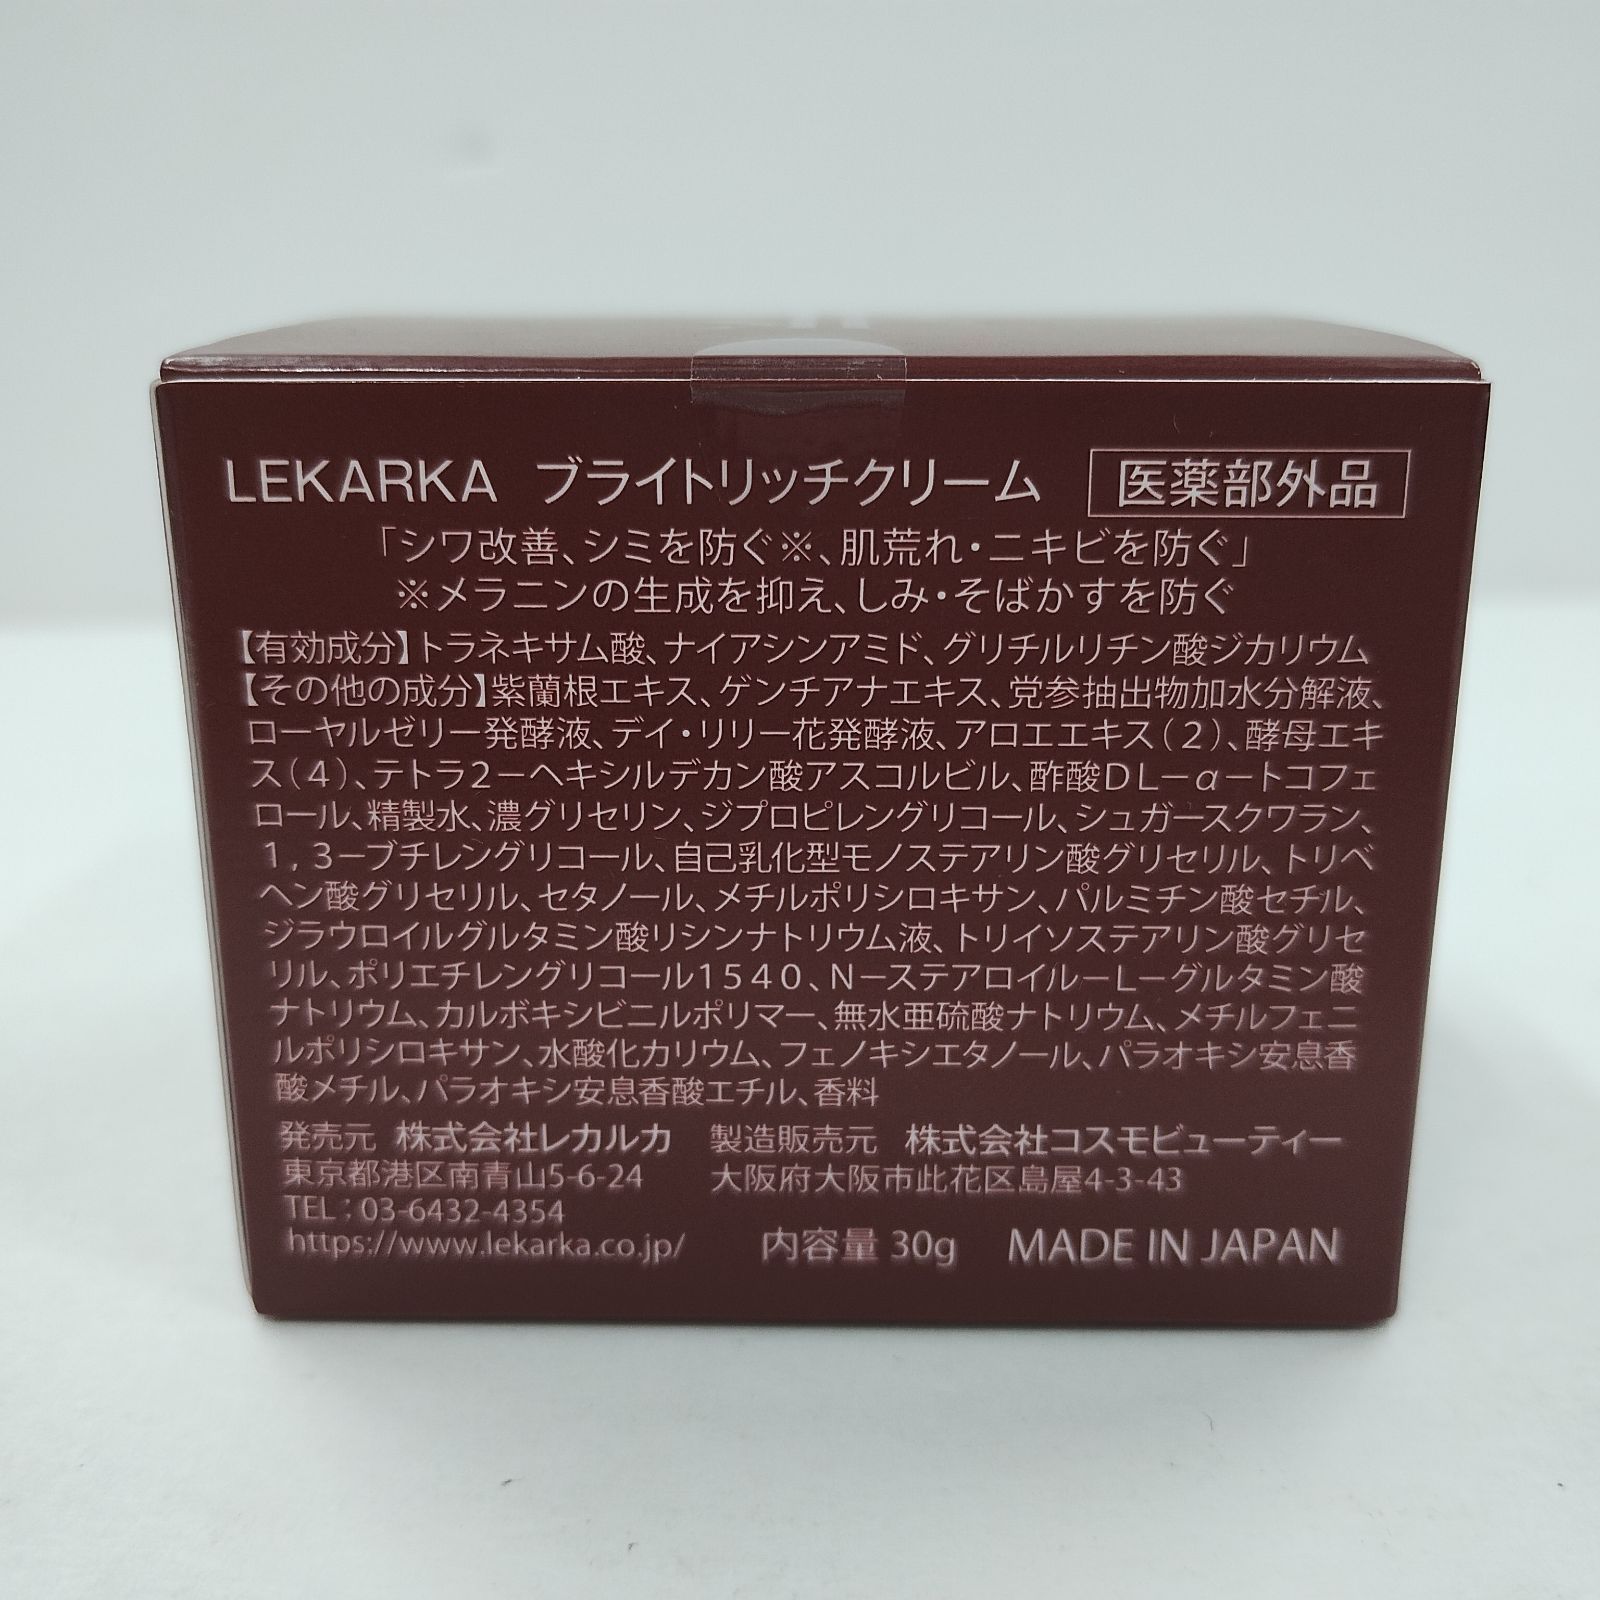 LEKARKA ブライトリッチクリーム 医薬部外品
「シワ改善、シミを防ぐ※、肌荒れ・ニキビを防ぐ」
※メラニンの生成を抑え、しみ・そばかすを防ぐ
【有効成分】トラネキサム酸、ナイアシンアミド、グリチルリチン酸ジカリウム
【その他の成分】紫蘭根エキス、ゲンチアナエキス、党参抽出物加水分解液、
ローヤルゼリー発酵液、デイ・リリー花発酵液、アロエエキス（2）、酵母エキ
ス（4）、テトラ2－ヘキシルデカン酸アスコルビル、酢酸DL－α－トコフェ
ロール、精製水、濃グリセリン、ジプロピレングリコール、シュガースクワラン、
1,3－ブチレングリコール、自己乳化型モノステアリン酸グリセリル、トリベ
ヘン酸グリセリル、セタノール、メチルポリシロキサン、パルミチン酸セチル、
ジラウロイルグルタミン酸リシンナトリウム液、トリイソステアリン酸グリセ
リル、ポリエチレングリコール1540、N－ステアロイル－L－グルタミン酸
ナトリウム、カルボキシビニルポリマー、無水亜硫酸ナトリウム、メチルフェニ
ルポリシロキサン、水酸化カリウム、フェノキシエタノール、パラオキシ安息香
酸メチル、パラオキシ安息香酸エチル、香料
発売元 株式会社レカルカ 製造販売元 株式会社コスモビューティー
東京都港区南青山5-6-24 大阪府大阪市此花区島屋4-3-43
TEL：03-6432-4354
https://www.lekarka.co.jp/ 内容量 30g MADE IN JAPAN